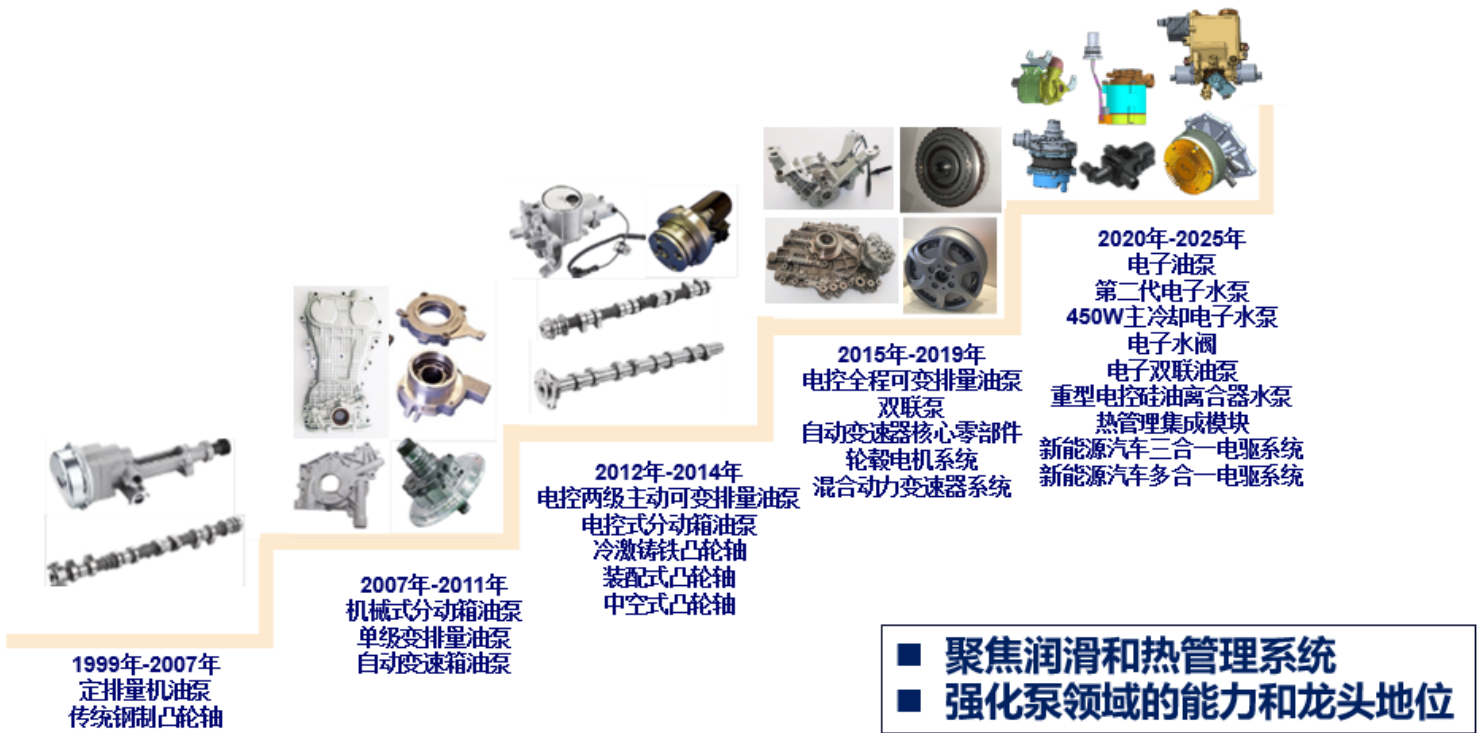 1999年-2007年
定排量机油泵
传统钢制凸轮轴
2007年-2011年
机械式分动箱油泵
单级变排量油泵
自动变速箱油泵
2012年-2014年
电控两级主动可变排量油泵
电控式分动箱油泵
冷激铸铁凸轮轴
装配式凸轮轴
中空式凸轮轴
2015年-2019年
电控全程可变排量油泵
双联泵
自动变速器核心零部件
轮毂电机系统
混合动力变速器系统
2020年-2025年
电子油泵
第二代电子水泵
450W主冷却电子水泵
电子水阀
电子双联油泵
重型电控硅油离合器水泵
热管理集成模块
新能源汽车三合一电驱系统
新能源汽车多合一电驱系统
■ 聚焦润滑和热管理系统
■ 强化泵领域的能力和龙头地位